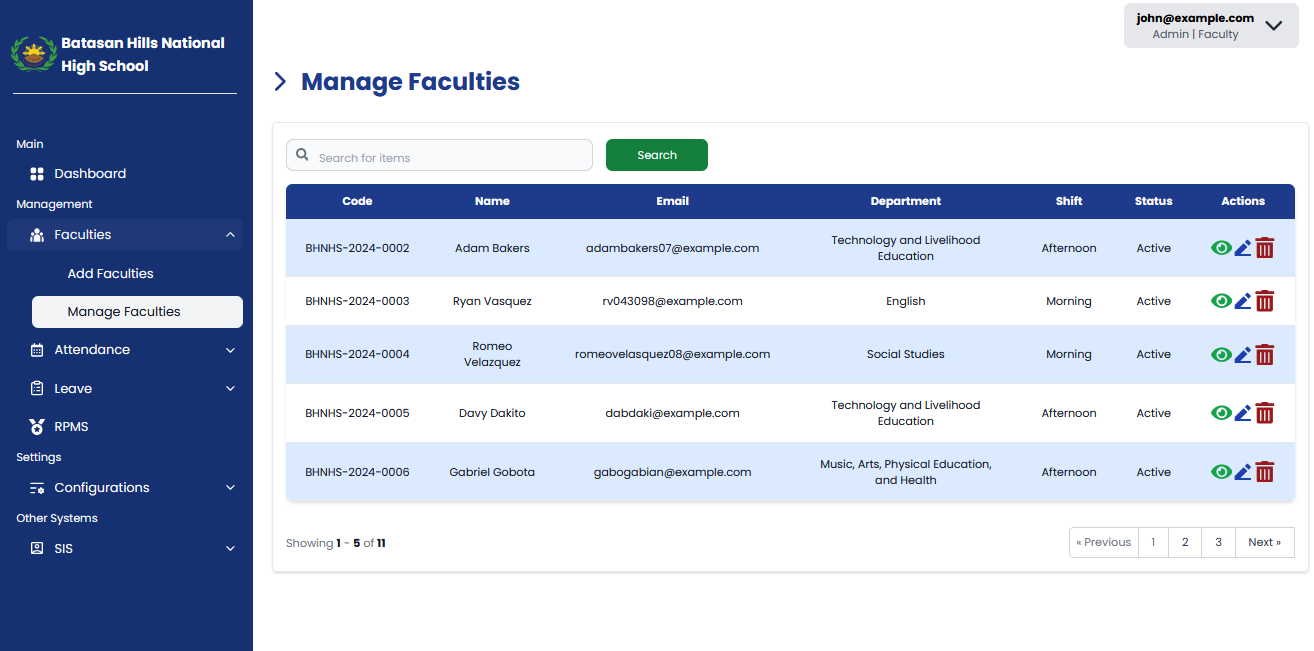 Batasan Hills National
High School
Main
Dashboard
Management
Faculties
Add Faculties
Manage Faculties
Attendance
Leave
RPMS
Settings
Configurations
Other Systems
SIS
john@example.com
Admin | Faculty
Manage Faculties
Search for items
Search
Code Name Email Department Shift Status Actions
BHNHS-2024-0002 Adam Bakers adambakers07@example.com Technology and Livelihood Afternoon Active
Education
BHNHS-2024-0003 Ryan Vasquez rv043098@example.com English Morning Active
BHNHS-2024-0004 Romeo romeovelasquez08@example.com Social Studies Morning Active
Velazquez
BHNHS-2024-0005 Davy Dakito dabdaki@example.com Technology and Livelihood Afternoon Active
Education
BHNHS-2024-0006 Gabriel Gobota gabogabian@example.com Music, Arts, Physical Education, Afternoon Active
and Health
Showing 1 - 5 of 11
« Previous 1 2 3 Next »